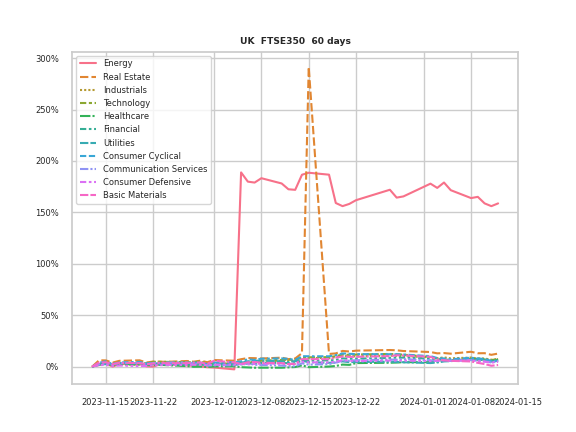 UK FTSE350 60 days
300%
250%
200%
150%
100%
50%
0%
Energy
Real Estate
Industrials
Technology
Healthcare
Financial
Utilities
Consumer Cyclical
Communication Services
Consumer Defensive
Basic Materials
2023-11-15 2023-11-22 2023-12-01 2023-12-08 2023-12-15 2023-12-22 2024-01-01 2024-01-08 2024-01-15